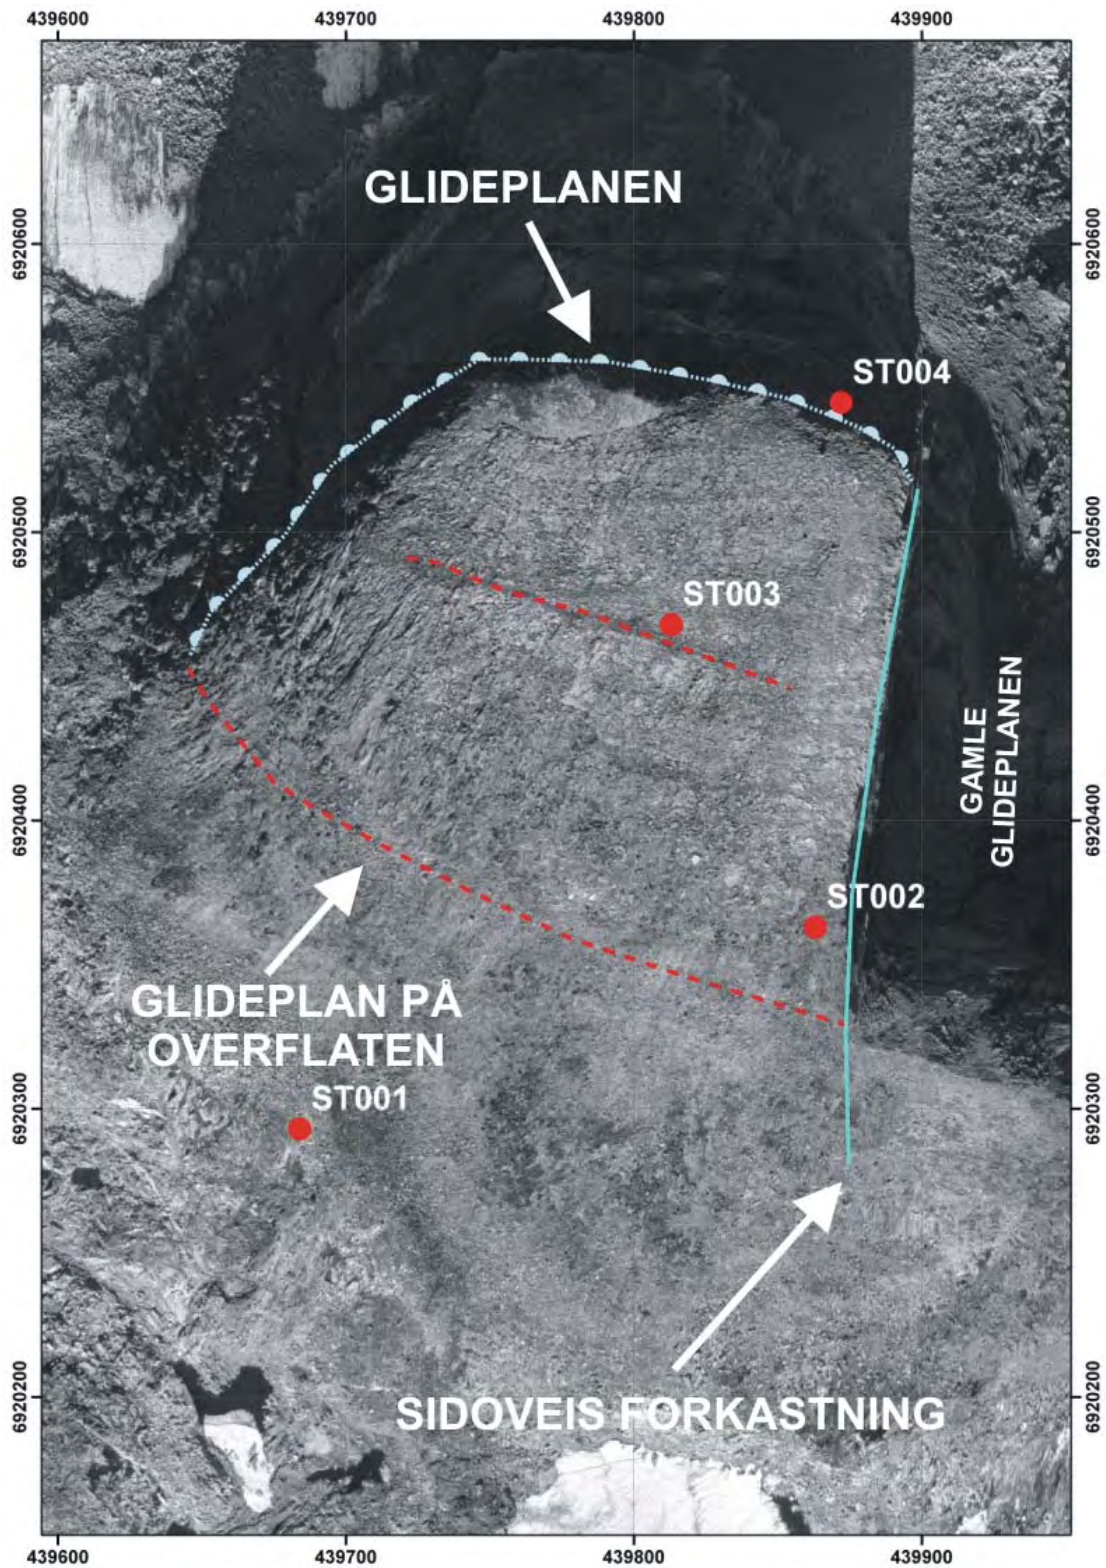 439600 439700 439800 439900
GLIDEPLANEN
6920600 6920600
ST004
6920500 6920500
ST003
GAMLE
GLIDEPLANEN
6920400 6920400
ST002
GLIDEPLAN PÅ
OVERFLATEN
ST001
6920300 6920300
SIDOVEIS FORKASTNING
6920200 6920200
439600 439700 439800 439900